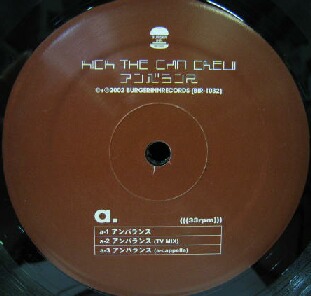 KICK THE CAN CREW
アンバランス
℗+©2003 BURGERINNRECORDS [BIR-1032]
a.
(((33rpm)))
a-1 アンバランス
a-2 アンバランス (TV MIX)
a-3 アンバランス (acappella)